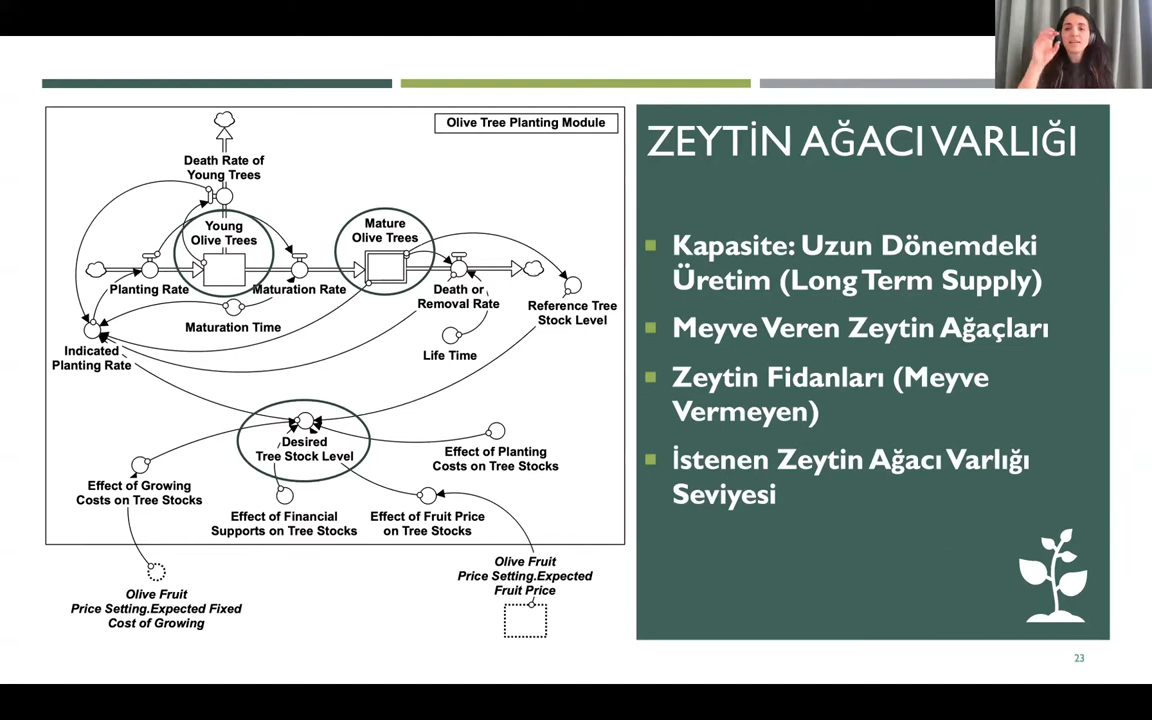 Olive Tree Planting Module
Death Rate of
Young Trees
Young
Olive Trees
Mature
Olive Trees
Planting Rate
Maturation Rate
Death or
Removal Rate
Reference Tree
Stock Level
Maturation Time
Indicated
Planting Rate
Life Time
Desired
Tree Stock Level
Effect of Planting
Costs on Tree Stocks
Effect of Growing
Costs on Tree Stocks
Effect of Financial
Supports on Tree Stocks
Effect of Fruit Price
on Tree Stocks
Olive Fruit
Price Setting.Expected
Fruit Price
Olive Fruit
Price Setting.Expected Fixed
Cost of Growing
ZEYTİN AĞACI VARLIĞI
Kapasite: Uzun Dönemdeki
Üretim (Long Term Supply)
Meyve Veren Zeytin Ağaçları
Zeytin Fidanları (Meyve
Vermeyen)
İstenen Zeytin Ağacı Varlığı
Seviyesi
23